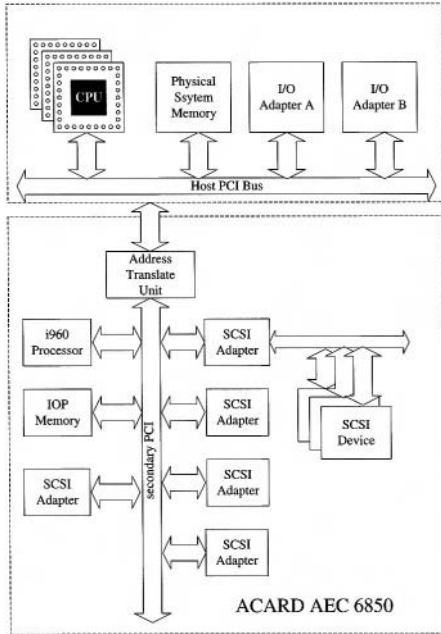 CPU
Physical
Ssytem
Memory
I/O
Adapter A
I/O
Adapter B
Host PCI Bus
Address
Translate
Unit
i960
Processor
SCSI
Adapter
IOP
Memory
SCSI
Adapter
SCSI
Device
secondary PCI
SCSI
Adapter
SCSI
Adapter
SCSI
Adapter
ACARD AEC 6850